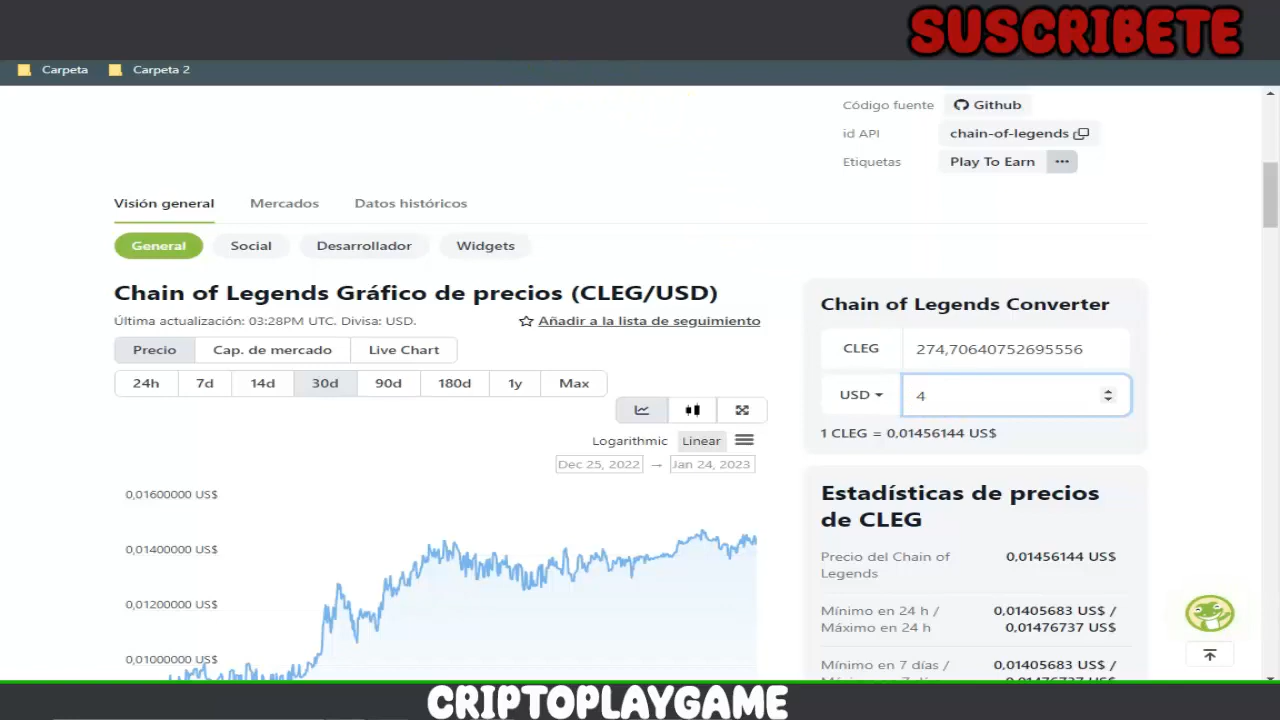 SUSCRIBETE
Carpeta Carpeta 2
Código fuente Github
id API chain-of-legends
Etiquetas Play To Earn
Visión general Mercados Datos históricos
General Social Desarrollador Widgets
Chain of Legends Gráfico de precios (CLEG/USD)
Última actualización: 03:28PM UTC. Divisa: USD. Añadir a la lista de seguimiento
Precio Cap. de mercado Live Chart
24h 7d 14d 30d 90d 180d 1y Max
Logarithmic Linear
Dec 25, 2022 → Jan 24, 2023
0,01600000 US$
0,01400000 US$
0,01200000 US$
0,01000000 US$
Chain of Legends Converter
CLEG 274,70640752695556
USD 4
1 CLEG = 0,01456144 US$
Estadísticas de precios
de CLEG
Precio del Chain of 0,01456144 US$
Legends
Mínimo en 24 h / 0,01405683 US$ /
Máximo en 24 h 0,01476737 US$
Mínimo en 7 días / 0,01405683 US$ /
CRIPTOPLAYGAME